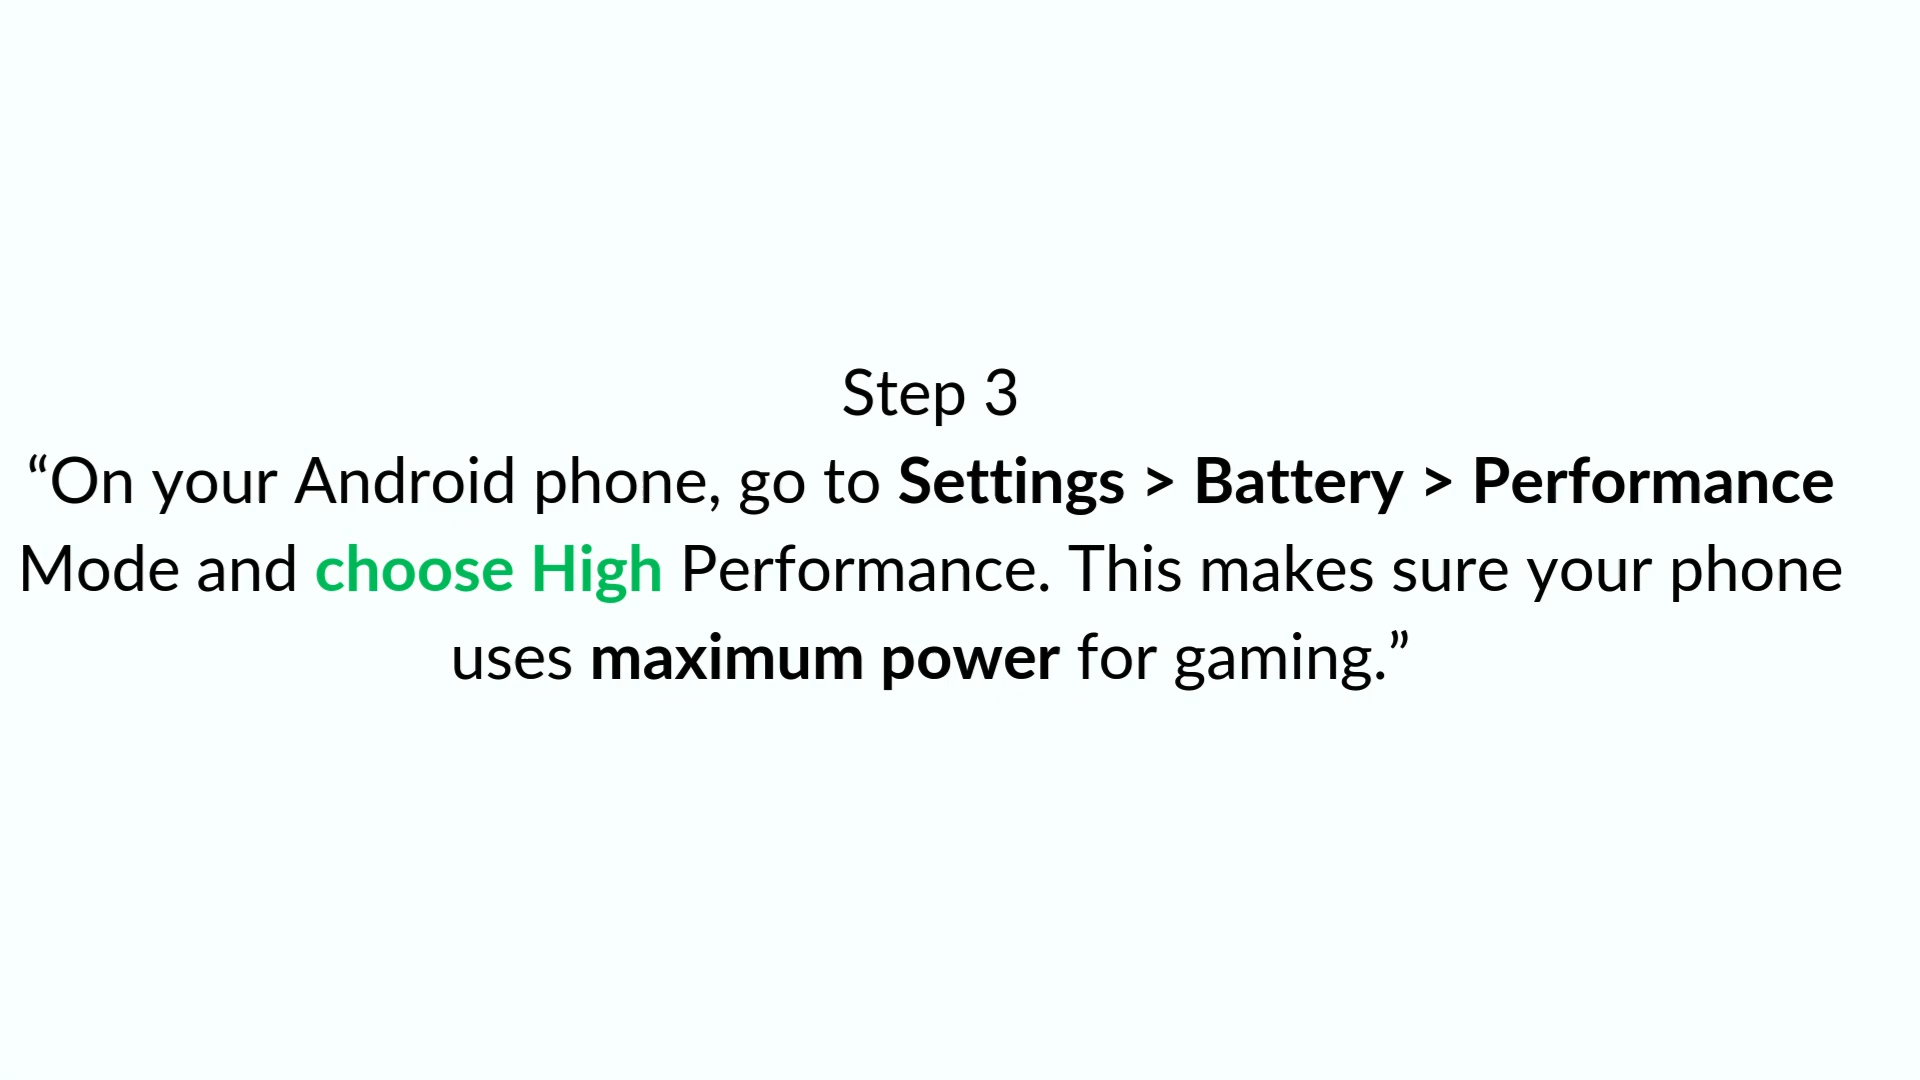 Step 3
“On your Android phone, go to Settings > Battery > Performance
Mode and choose High Performance. This makes sure your phone
uses maximum power for gaming.”